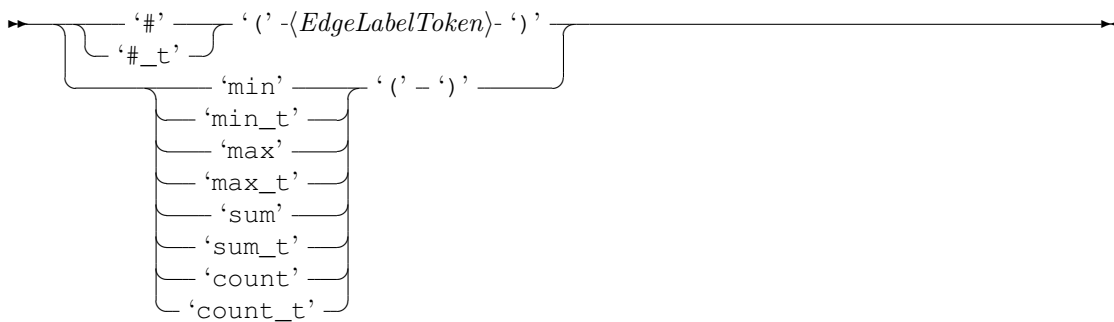 ‘#’ ‘(’ -⟨EdgeLabelToken⟩- ‘)’
‘#_t’
‘min’ ‘(’ – ‘)’
‘min_t’
‘max’
‘max_t’
‘sum’
‘sum_t’
‘count’
‘count_t’